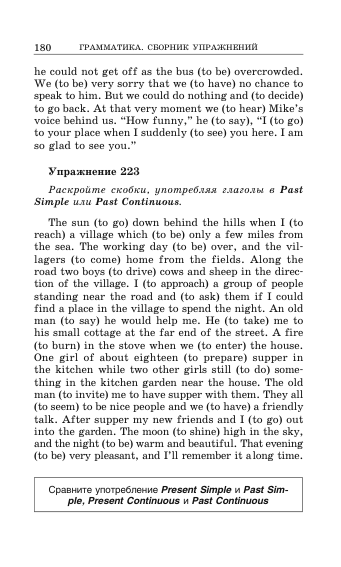 180 ГРАММАТИКА. СБОРНИК УПРАЖНЕНИЙ
he could not get off as the bus (to be) overcrowded.
We (to be) very sorry that we (to have) no chance to
speak to him. But we could do nothing and (to decide)
to go back. At that very moment we (to hear) Mike's
voice behind us. “How funny,” he (to say), “I (to go)
to your place when I suddenly (to see) you here. I am
so glad to see you.”
Упражнение 223
Раскройте скобки, употребляя глаголы в Past
Simple или Past Continuous.
The sun (to go) down behind the hills when I (to
reach) a village which (to be) only a few miles from
the sea. The working day (to be) over, and the vil-
lagers (to come) home from the fields. Along the
road two boys (to drive) cows and sheep in the direc-
tion of the village. I (to approach) a group of people
standing near the road and (to ask) them if I could
find a place in the village to spend the night. An old
man (to say) he would help me. He (to take) me to
his small cottage at the far end of the street. A fire
(to burn) in the stove when we (to enter) the house.
One girl of about eighteen (to prepare) supper in
the kitchen while two other girls still (to do) some-
thing in the kitchen garden near the house. The old
man (to invite) me to have supper with them. They all
(to seem) to be nice people and we (to have) a friendly
talk. After supper my new friends and I (to go) out
into the garden. The moon (to shine) high in the sky,
and the night (to be) warm and beautiful. That evening
(to be) very pleasant, and I'll remember it a long time.
Сравните употребление Present Simple и Past Sim-
ple, Present Continuous и Past Continuous